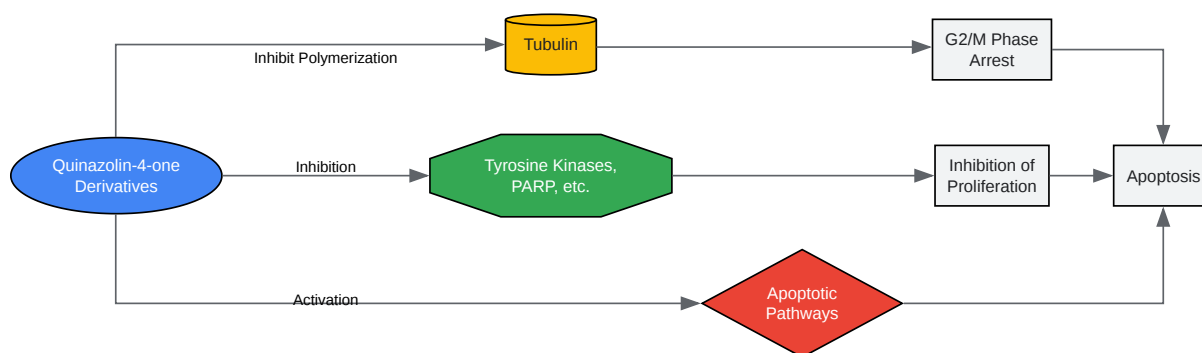 Tubulin
G2/M Phase
Arrest
Inhibit Polymerization
Quinazolin-4-one
Derivatives
Inhibition
Tyrosine Kinases,
PARP, etc.
Inhibition of
Proliferation
Apoptosis
Activation
Apoptotic
Pathways